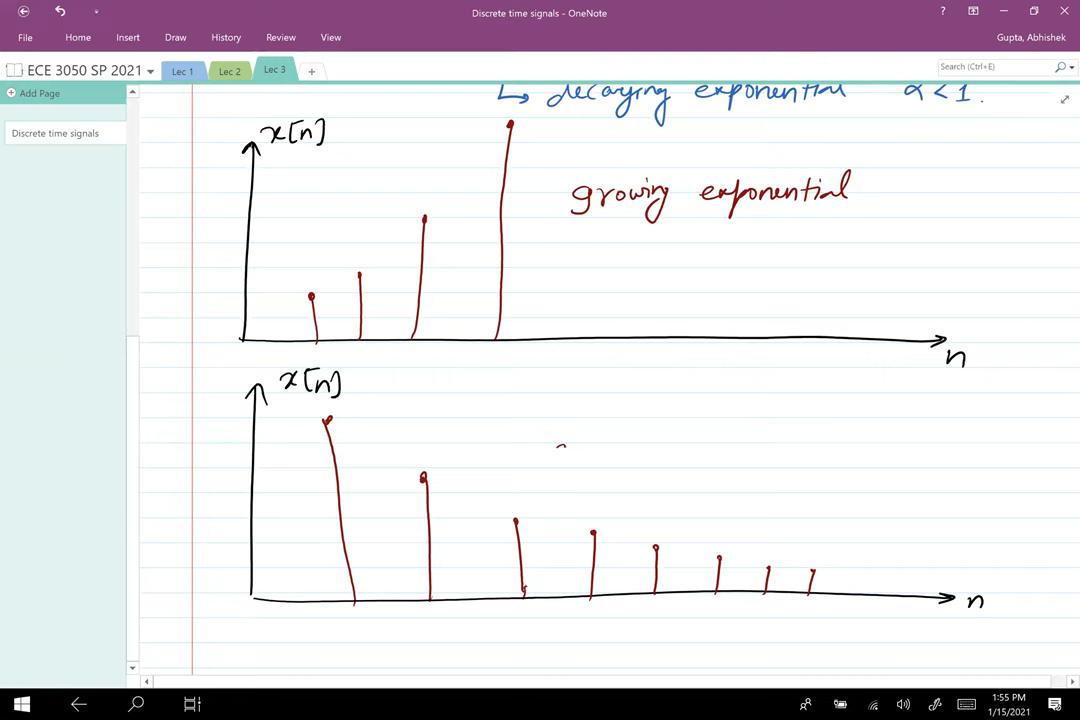 Discrete time signals - OneNote
?
File Home Insert Draw History Review View
Gupta, Abhishek
ECE 3050 SP 2021
Lec 1 Lec 2 Lec 3 +
Search (Ctrl+E)
Add Page
Discrete time signals
↳ decaying exponential α < 1.
x[n]
growing exponential
n
x[n]
n
1:55 PM
1/15/2021